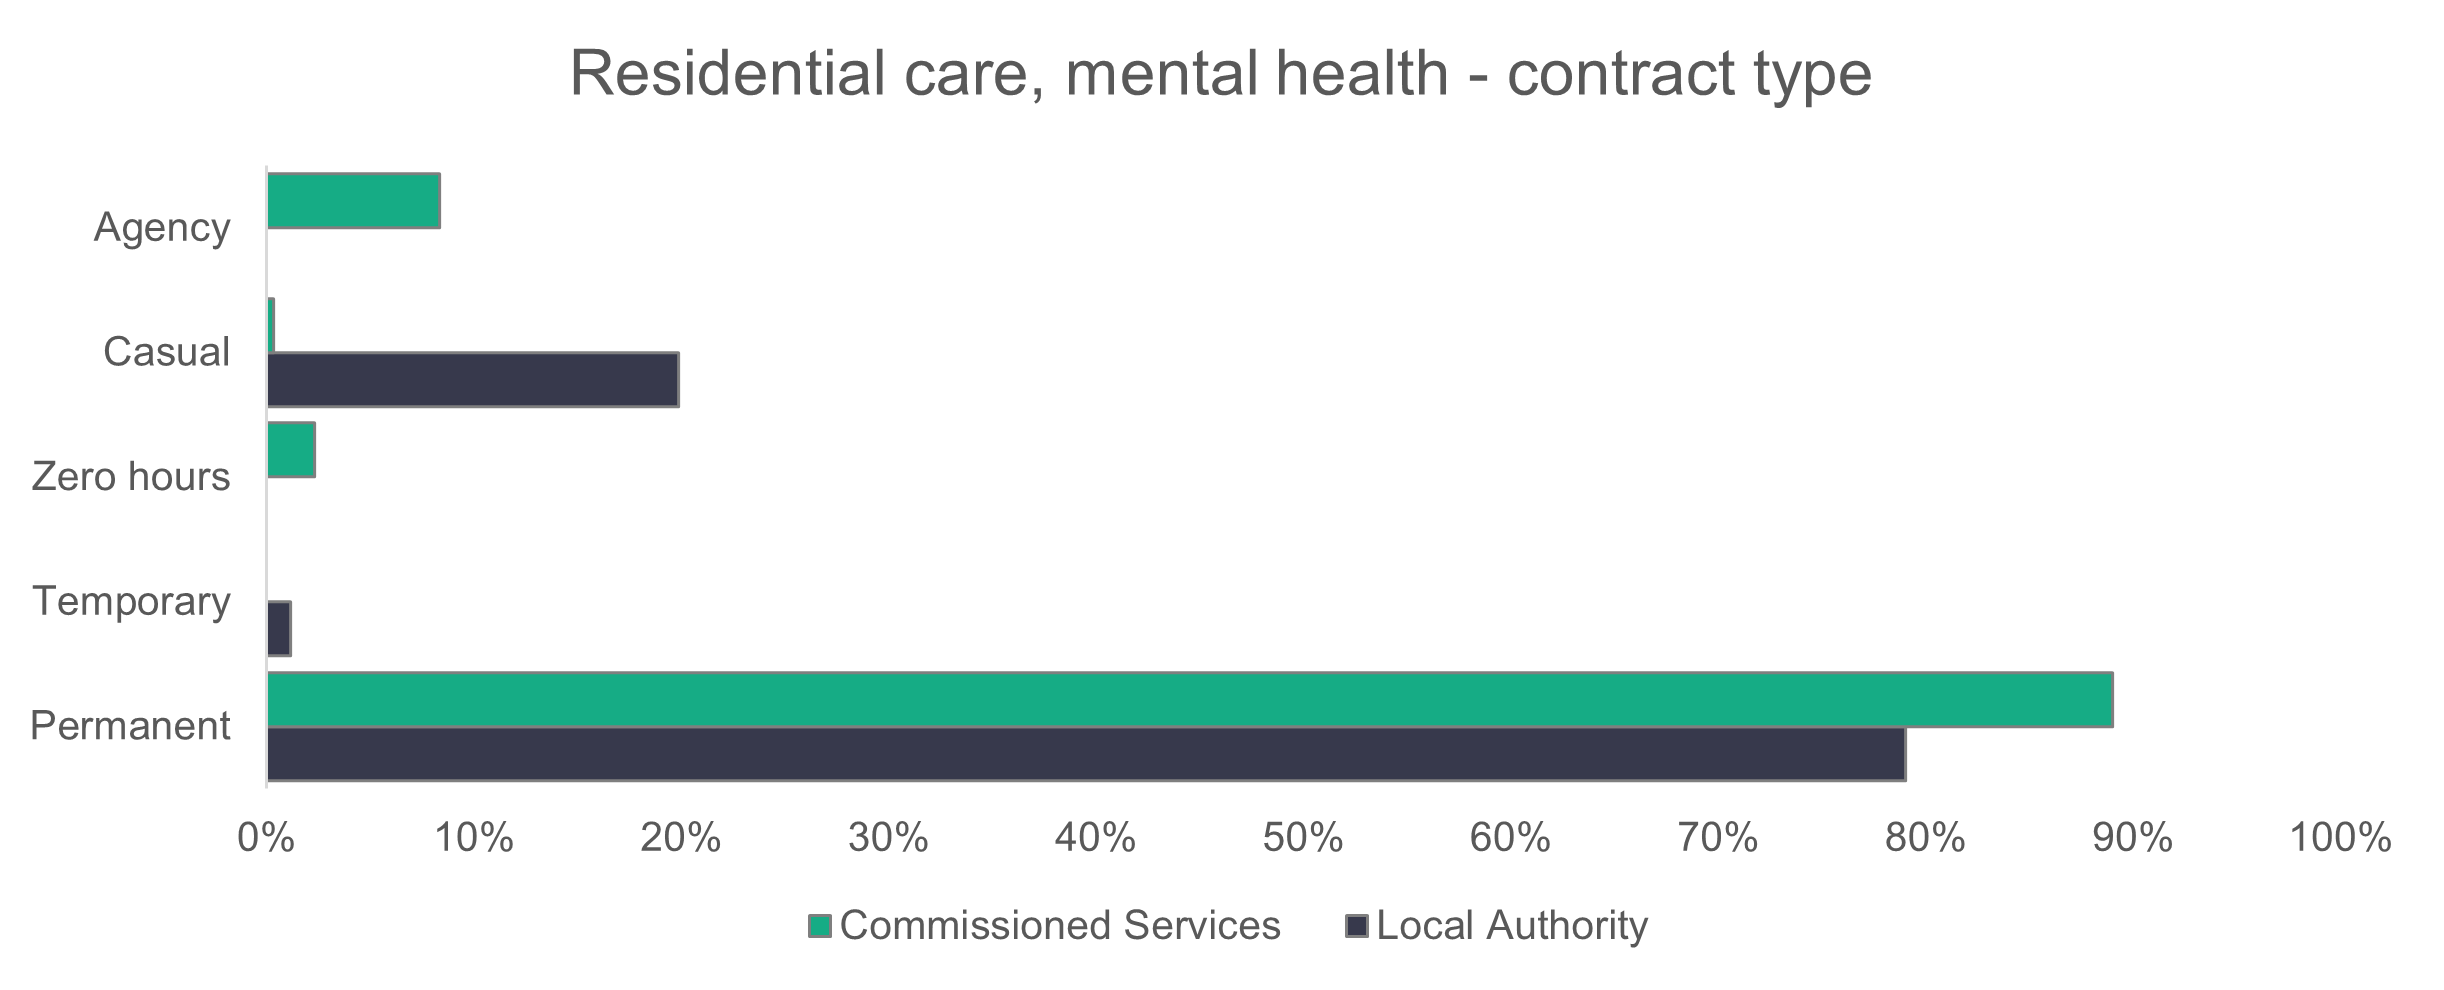 Residential care, mental health - contract type
Agency
Casual
Zero hours
Temporary
Permanent
0% 10% 20% 30% 40% 50% 60% 70% 80% 90% 100%
Commissioned Services Local Authority